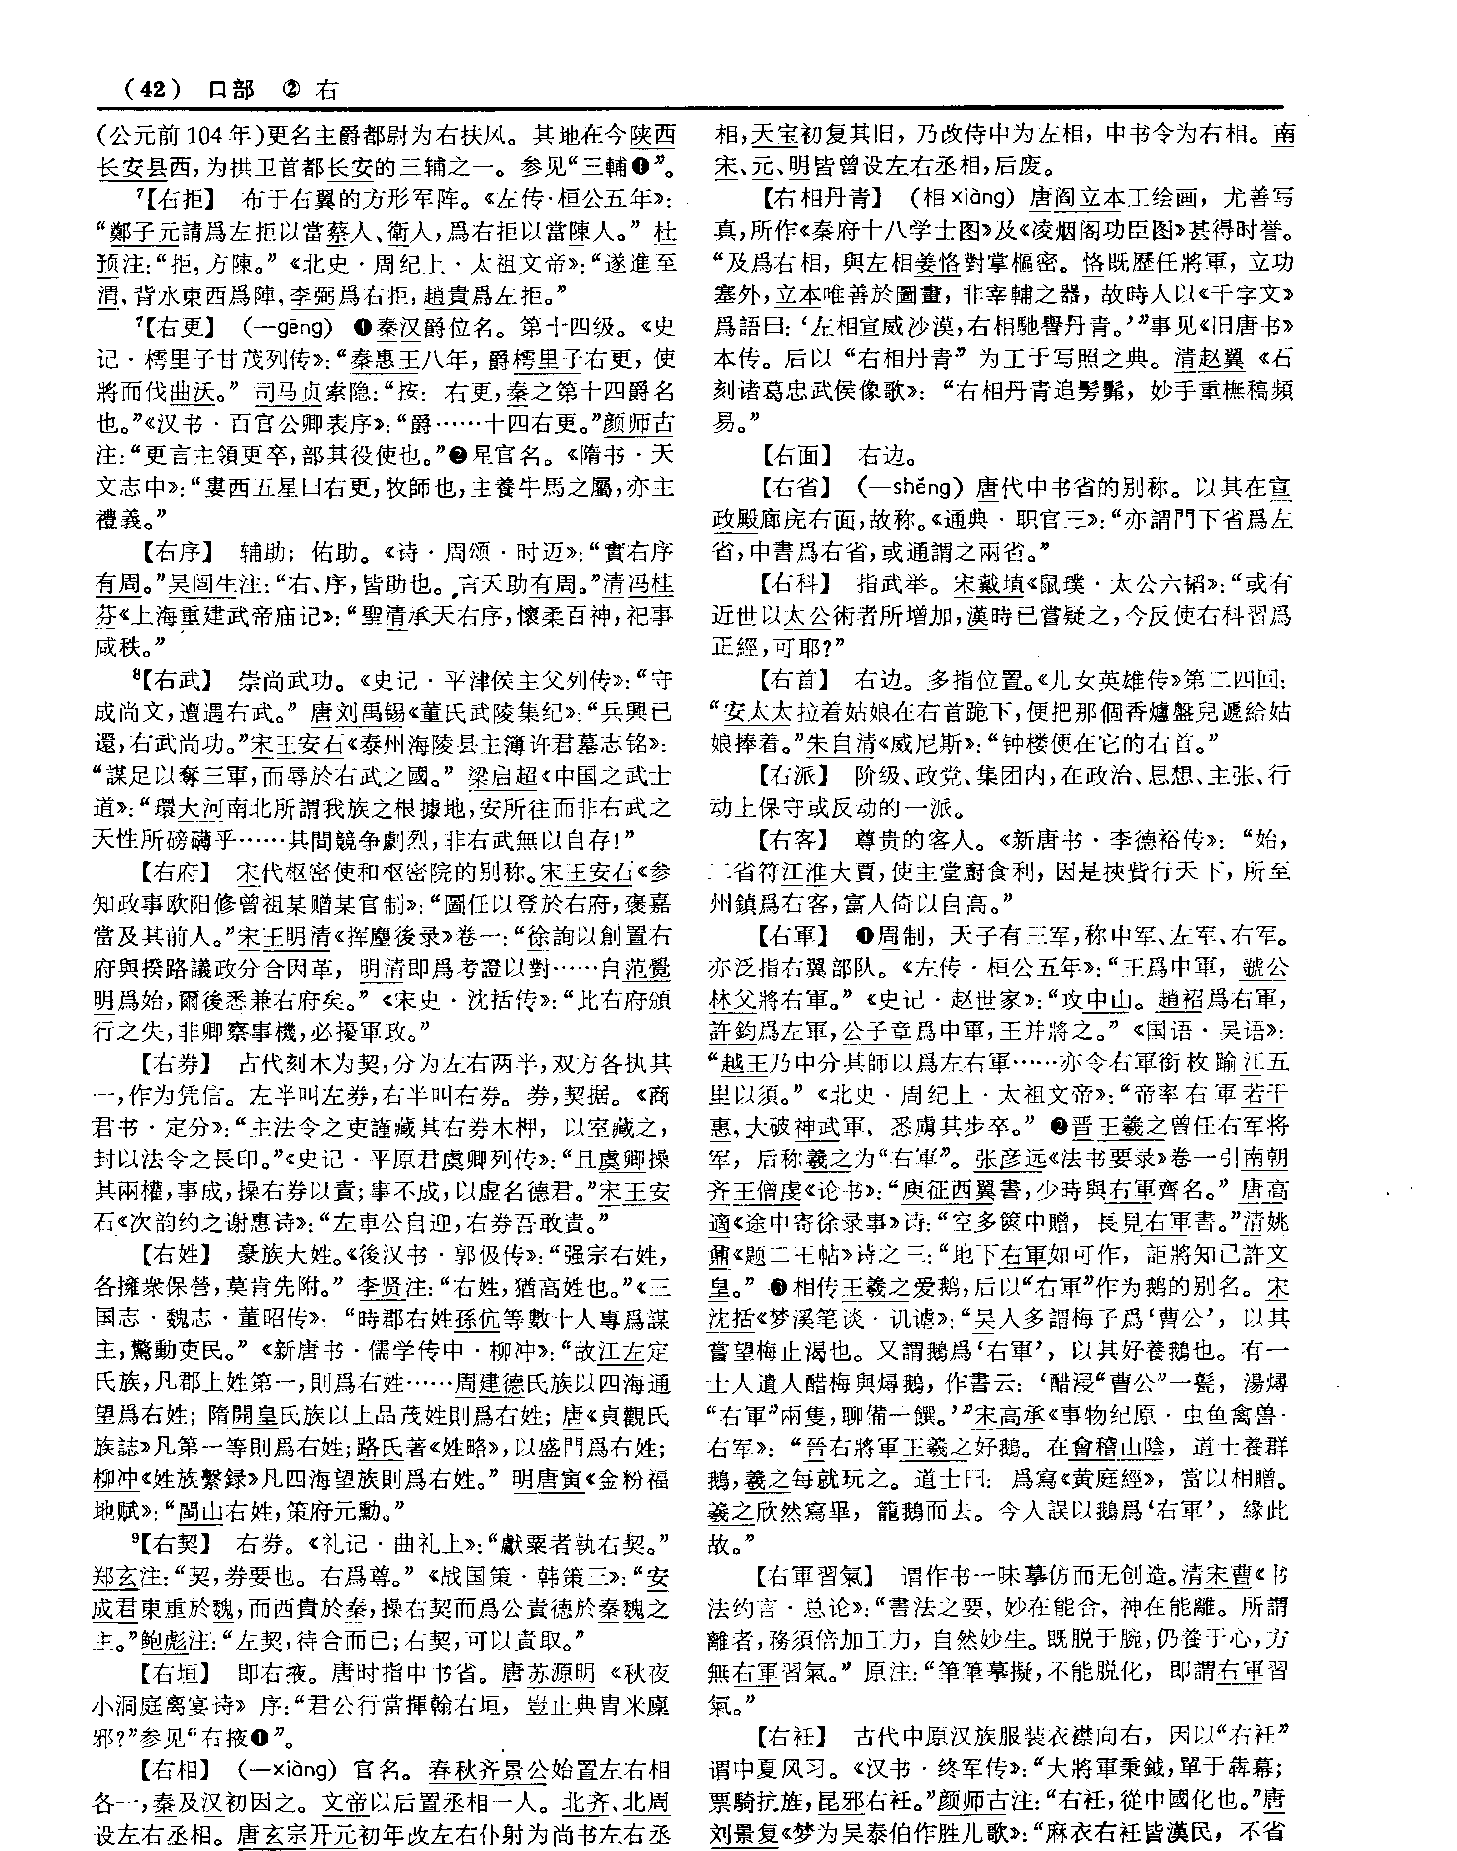 (42) 口部 ② 右
(公元前104年)更名主爵都尉为右扶风。其地在今陕西
长安县西，为拱卫首都长安的三辅之一。参见“三輔❶”。
7【右拒】 布于右翼的方形军阵。《左传·桓公五年》：
“鄭子元請爲左拒以當蔡人、衛人，爲右拒以當陳人。”杜
预注：“拒，方陳。”《北史·周纪上·太祖文帝》：“遂進至
渭，背水東西爲陣，李弼爲右拒，趙貴爲左拒。”
7【右更】 (—gēng) ❶秦汉爵位名。第十四级。《史
记·樗里子甘茂列传》：“秦惠王八年，爵樗里子右更，使
將而伐曲沃。”司马贞索隐：“按：右更，秦之第十四爵名
也。”《汉书·百官公卿表序》：“爵……十四右更。”颜师古
注：“更言主領更卒，部其役使也。”❷星官名。《隋书·天
文志中》：“婁西五星曰右更，牧師也，主養牛馬之屬，亦主
禮義。”
【右序】 辅助；佑助。《诗·周颂·时迈》：“實右序
有周。”吴闿生注：“右、序，皆助也。言天助有周。”清冯桂
芬《上海重建武帝庙记》：“聖清承天右序，懷柔百神，祀事
咸秩。”
8【右武】 崇尚武功。《史记·平津侯主父列传》：“守
成尚文，遭遇右武。”唐刘禹锡《董氏武陵集纪》：“兵興已
還，右武尚功。”宋王安石《泰州海陵县主簿许君墓志铭》：
“謀足以奪三軍，而辱於右武之國。”梁启超《中国之武士
道》：“環大河南北所謂我族之根據地，安所往而非右武之
天性所磅礴乎……其間競争劇烈，非右武無以自存！”
【右府】 宋代枢密使和枢密院的别称。宋王安石《参
知政事欧阳修曾祖某赠某官制》：“圖任以登於右府，褒嘉
當及其前人。”宋王明清《挥麈後录》卷一：“徐詢以創置右
府與揆路議政分合因革，明清即爲考證以對……自范覺
明爲始，爾後悉兼右府矣。”《宋史·沈括传》：“比右府頒
行之失，非卿察事機，必擾軍政。”
【右券】 古代刻木为契，分为左右两半，双方各执其
一，作为凭信。左半叫左券，右半叫右券。券，契据。《商
君书·定分》：“主法令之吏謹藏其右券木柙，以室藏之，
封以法令之長印。”《史记·平原君虞卿列传》：“且虞卿操
其兩權，事成，操右券以責；事不成，以虚名德君。”宋王安
石《次韵约之谢惠诗》：“左車公自迎，右券吾敢責。”
【右姓】 豪族大姓。《後汉书·郭伋传》：“强宗右姓，
各擁衆保營，莫肯先附。”李贤注：“右姓，猶高姓也。”《三
国志·魏志·董昭传》：“時郡右姓孫伉等數十人專爲謀
主，驚動吏民。”《新唐书·儒学传中·柳冲》：“故江左定
氏族，凡郡上姓第一，則爲右姓……周建德氏族以四海通
望爲右姓；隋開皇氏族以上品茂姓則爲右姓；唐《貞觀氏
族誌》凡第一等則爲右姓；路氏著《姓略》，以盛門爲右姓；
柳冲《姓族繫録》凡四海望族則爲右姓。”明唐寅《金粉福
地赋》：“閩山右姓，策府元勳。”
9【右契】 右券。《礼记·曲礼上》：“獻粟者執右契。”
郑玄注：“契，券要也。右爲尊。”《战国策·韩策三》：“安
成君東重於魏，而西貴於秦，操右契而爲公責德於秦魏之
主。”鲍彪注：“左契，待合而已；右契，可以責取。”
【右垣】 即右掖。唐时指中书省。唐苏源明《秋夜
小洞庭离宴诗》序：“君公行當揮翰右垣，豈止典胄米廩
邪？”参见“右掖❶”。
【右相】 (—xiàng) 官名。春秋齐景公始置左右相
各一，秦及汉初因之。文帝以后置丞相一人。北齐、北周
设左右丞相。唐玄宗开元初年改左右仆射为尚书左右丞
相，天宝初复其旧，乃改侍中为左相，中书令为右相。南
宋、元、明皆曾设左右丞相，后废。
【右相丹青】 (相xiàng) 唐阎立本工绘画，尤善写
真，所作《秦府十八学士图》及《凌烟阁功臣图》甚得时誉。
“及爲右相，與左相姜恪對掌樞密。恪既歷任將軍，立功
塞外，立本唯善於圖畫，非宰輔之器，故時人以《千字文》
爲語曰：‘左相宣威沙漠，右相馳譽丹青。’”事见《旧唐书》
本传。后以“右相丹青”为工于写照之典。清赵翼《石
刻诸葛忠武侯像歌》：“右相丹青追髣髴，妙手重橅稿頻
易。”
【右面】 右边。
【右省】 (—shěng) 唐代中书省的别称。以其在宣
政殿廊庑右面，故称。《通典·职官三》：“亦謂門下省爲左
省，中書爲右省，或通謂之兩省。”
【右科】 指武举。宋戴埴《鼠璞·太公六韬》：“或有
近世以太公術者所增加，漢時已嘗疑之，今反使右科習爲
正經，可耶？”
【右首】 右边。多指位置。《儿女英雄传》第二四回：
“安太太拉着姑娘在右首跪下，便把那個香爐盤兒遞給姑
娘捧着。”朱自清《威尼斯》：“钟楼便在它的右首。”
【右派】 阶级、政党、集团内，在政治、思想、主张、行
动上保守或反动的一派。
【右客】 尊贵的客人。《新唐书·李德裕传》：“始，
二省符江淮大賈，使主堂廚食利，因是挾貲行天下，所至
州鎮爲右客，富人倚以自高。”
【右軍】 ❶周制，天子有三军，称中军、左军、右军。
亦泛指右翼部队。《左传·桓公五年》：“王爲中軍，虢公
林父將右軍。”《史记·赵世家》：“攻中山。趙袑爲右軍，
許鈞爲左軍，公子章爲中軍，王并將之。”《国语·吴语》：
“越王乃中分其師以爲左右軍……亦令右軍銜枚踰江五
里以須。”《北史·周纪上·太祖文帝》：“帝率右軍若干
惠，大破神武軍，悉虜其步卒。”❷晋王羲之曾任右军将
军，后称羲之为“右軍”。张彦远《法书要录》卷一引南朝
齐王僧虔《论书》：“庾征西翼書，少時與右軍齊名。”唐高
適《途中寄徐录事》诗：“空多篋中贈，長見右軍書。”清姚
鼐《题二王帖》诗之三：“地下右軍如可作，詎將知己許文
皇。”❸相传王羲之爱鹅，后以“右軍”作为鹅的别名。宋
沈括《梦溪笔谈·讥谑》：“吴人多謂梅子爲‘曹公’，以其
嘗望梅止渴也。又謂鵝爲‘右軍’，以其好養鵝也。有一
士人遺人醋梅與燖鵝，作書云：‘醋浸“曹公”一甏，湯燖
“右軍”兩隻，聊備一饌。’”宋高承《事物纪原·虫鱼禽兽·
右军》：“晉右將軍王羲之好鵝。在會稽山陰，道士養群
鵝，羲之每就玩之。道士曰：爲寫《黄庭經》，當以相贈。
羲之欣然寫畢，籠鵝而去。今人誤以鵝爲‘右軍’，緣此
故。”
【右軍習氣】 谓作书一味摹仿而无创造。清宋曹《书
法约言·总论》：“書法之要，妙在能合，神在能離。所謂
離者，務須倍加工力，自然妙生。既脱于腕，仍養于心，方
無右軍習氣。”原注：“筆筆摹擬，不能脱化，即謂右軍習
氣。”
【右衽】 古代中原汉族服装衣襟向右，因以“右衽”
谓中夏风习。《汉书·终军传》：“大將軍秉鉞，單于犇幕；
票騎抗旌，昆邪右衽。”颜师古注：“右衽，從中國化也。”唐
刘景复《梦为吴泰伯作胜儿歌》：“麻衣右衽皆漢民，不省